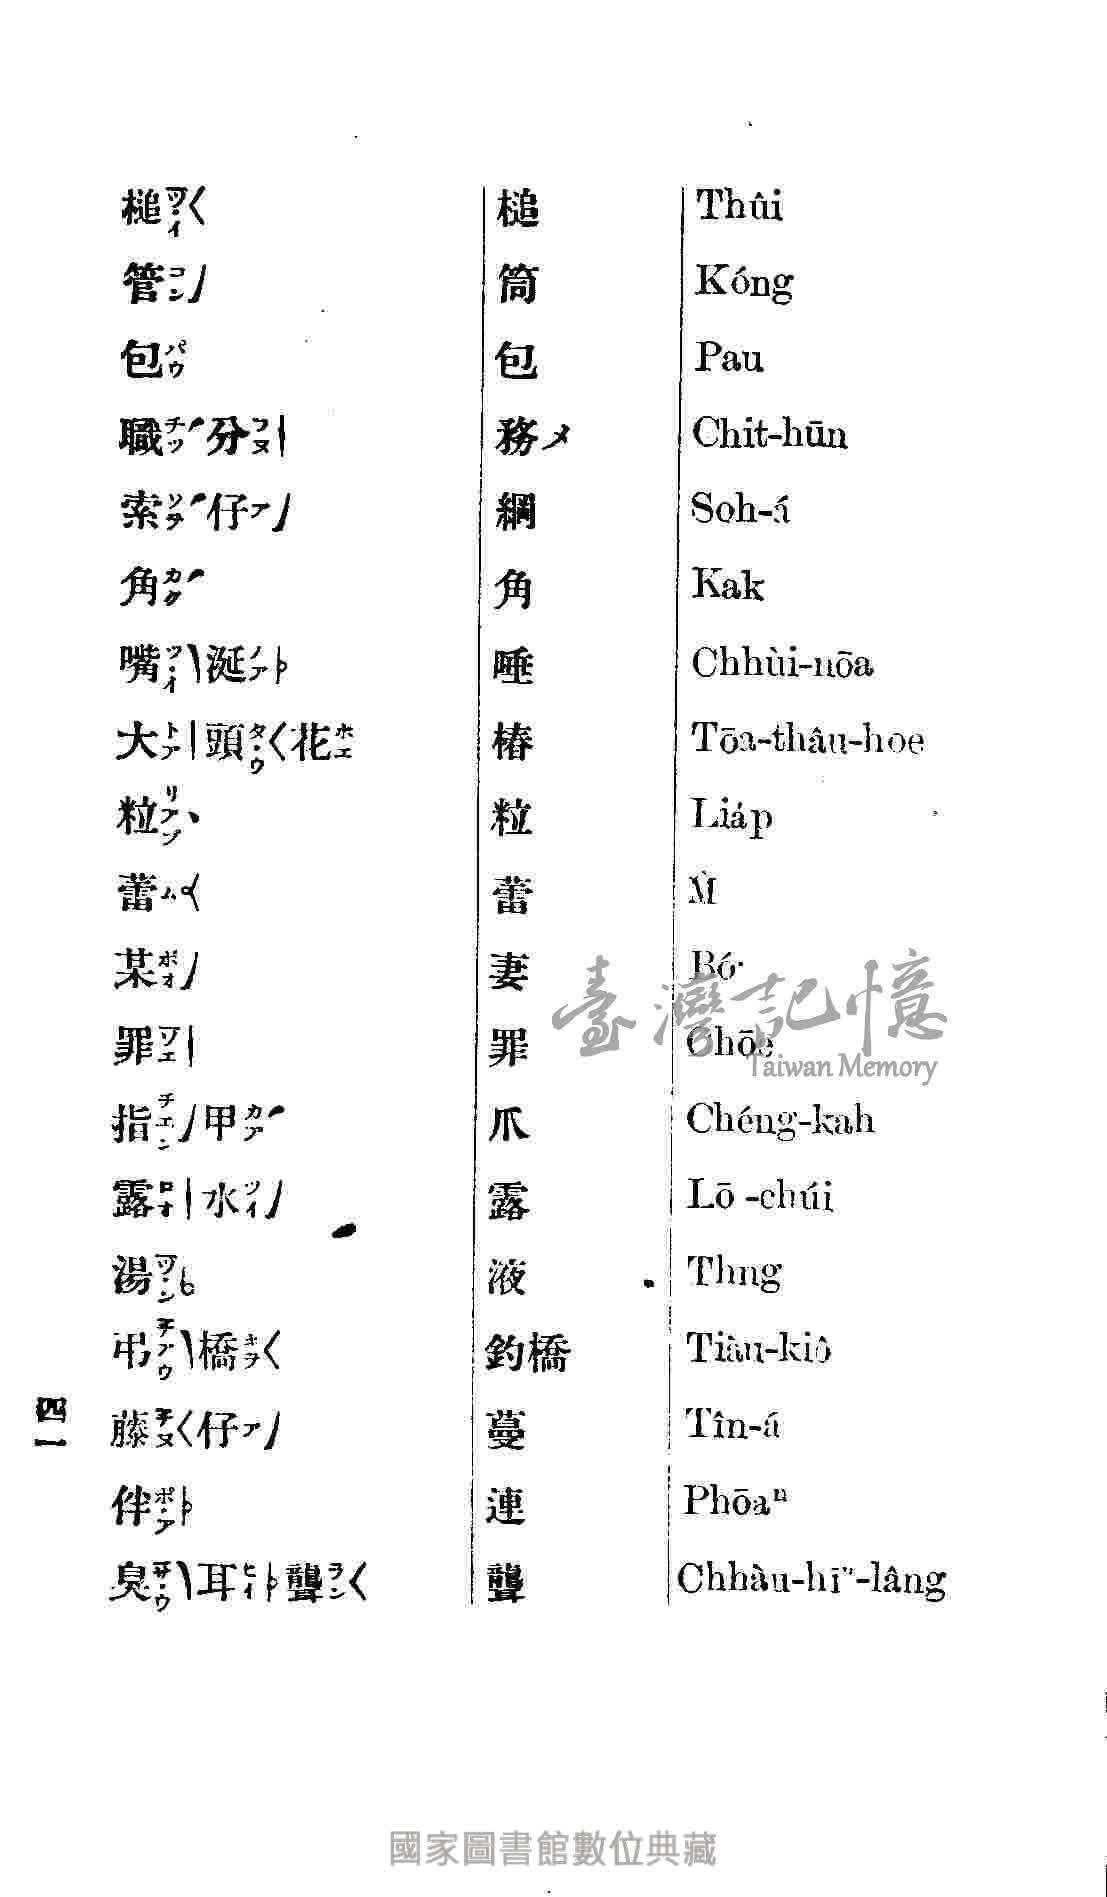 槌ツ・イ 槌 Thûi
管コン 筒 Kóng
包パウ 包 Pau
職チツ分フヌ 務メ Chit-hūn
索ソヲ仔ア 綱 Soh-á
角カク 角 Kak
嘴ツ・イ涎ノア 唾 Chhùi-nōa
大トア頭タ・ウ花ホエ 椿 Tōa-thâu-hoe
粒リアプ 粒 Lia̍p
蕾ム 蕾 M̀
某ボオ 妻 Bó·
罪ツエ 罪 Chōe
指チエン甲カア 爪 Chéng-kah
露ロオ水ツイ 露 Lō -chúi
湯ツ・ン 液 Thng
弔チアウ橋キヲ 釣橋 Tiàu-kiô
藤チヌ仔ア 蔓 Tîn-á
伴ポ・ア 連 Phōaⁿ
臭サ・ウ耳ヒイ聾ラン 聾 Chhàu-hīⁿ-lâng
四一
臺灣記憶
Taiwan Memory
國家圖書館數位典藏